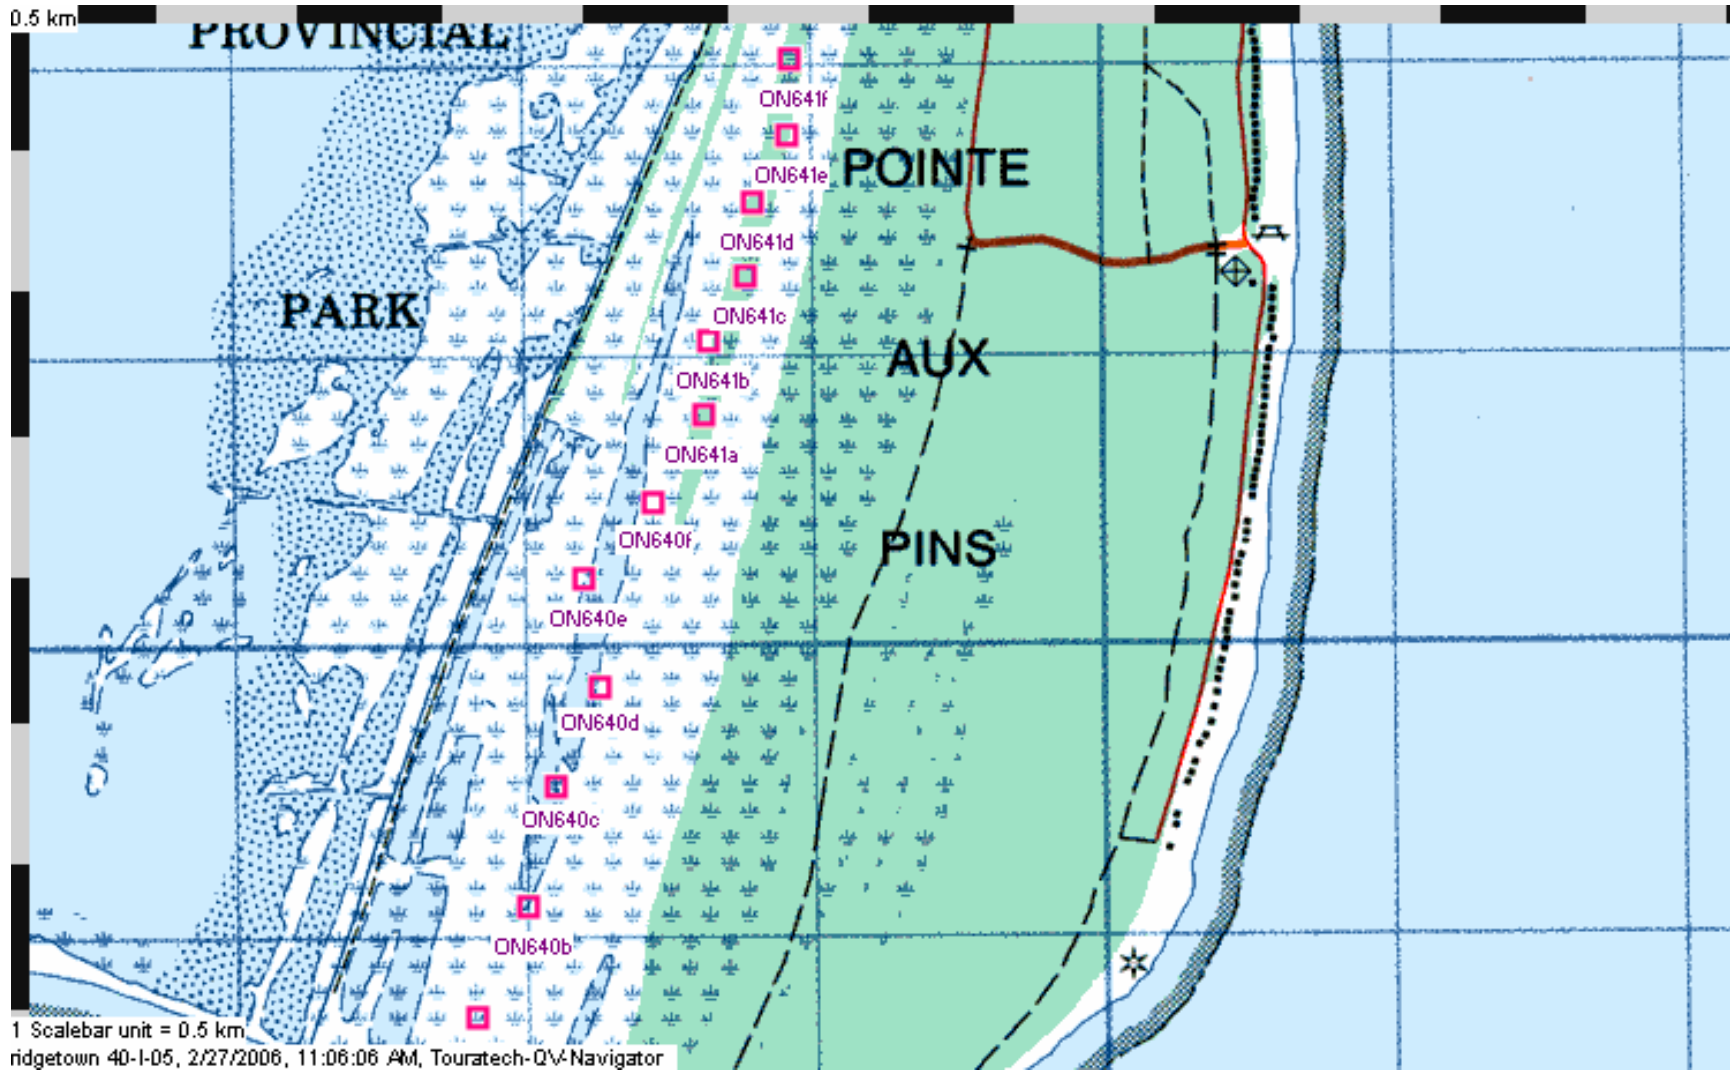 0.5 km
PROVINCIAL
ON641f
POINTE
ON641e
ON641d
PARK
ON641c
AUX
ON641b
ON641a
ON640f
PINS
ON640e
ON640d
ON640c
ON640b
1 Scalebar unit = 0.5 km
ridgetown 40-I-05, 2/27/2006, 11:06:06 AM, Touratech-QV-Navigator